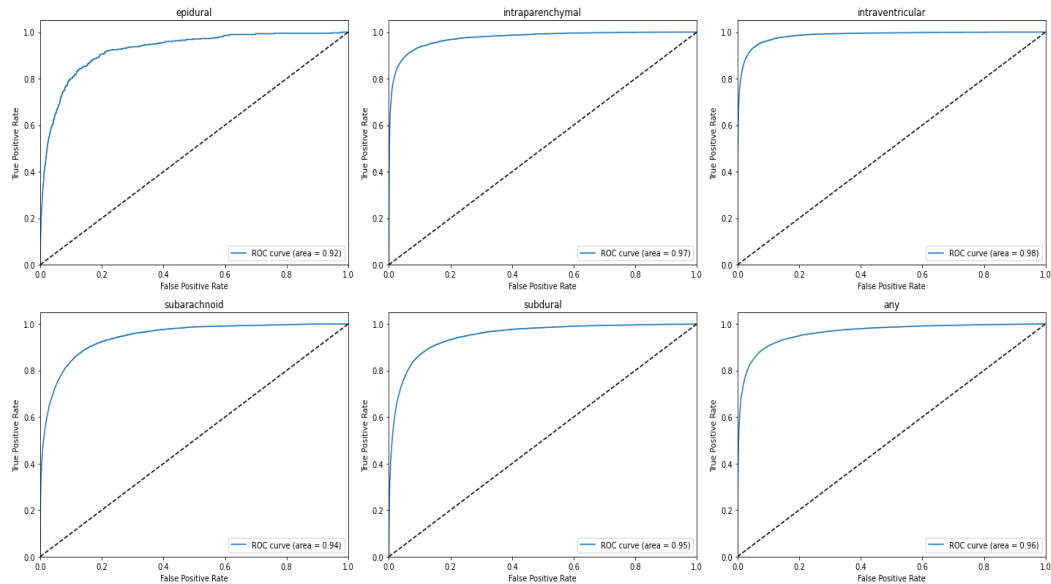 epidural
1.0
0.8
0.6
0.4
0.2
0.0
True Positive Rate
ROC curve (area = 0.92)
0.0 0.2 0.4 0.6 0.8 1.0
False Positive Rate
intraparenchymal
1.0
0.8
0.6
0.4
0.2
0.0
True Positive Rate
ROC curve (area = 0.97)
0.0 0.2 0.4 0.6 0.8 1.0
False Positive Rate
intraventricular
1.0
0.8
0.6
0.4
0.2
0.0
True Positive Rate
ROC curve (area = 0.98)
0.0 0.2 0.4 0.6 0.8 1.0
False Positive Rate
subarachnoid
1.0
0.8
0.6
0.4
0.2
0.0
True Positive Rate
ROC curve (area = 0.94)
0.0 0.2 0.4 0.6 0.8 1.0
False Positive Rate
subdural
1.0
0.8
0.6
0.4
0.2
0.0
True Positive Rate
ROC curve (area = 0.95)
0.0 0.2 0.4 0.6 0.8 1.0
False Positive Rate
any
1.0
0.8
0.6
0.4
0.2
0.0
True Positive Rate
ROC curve (area = 0.96)
0.0 0.2 0.4 0.6 0.8 1.0
False Positive Rate